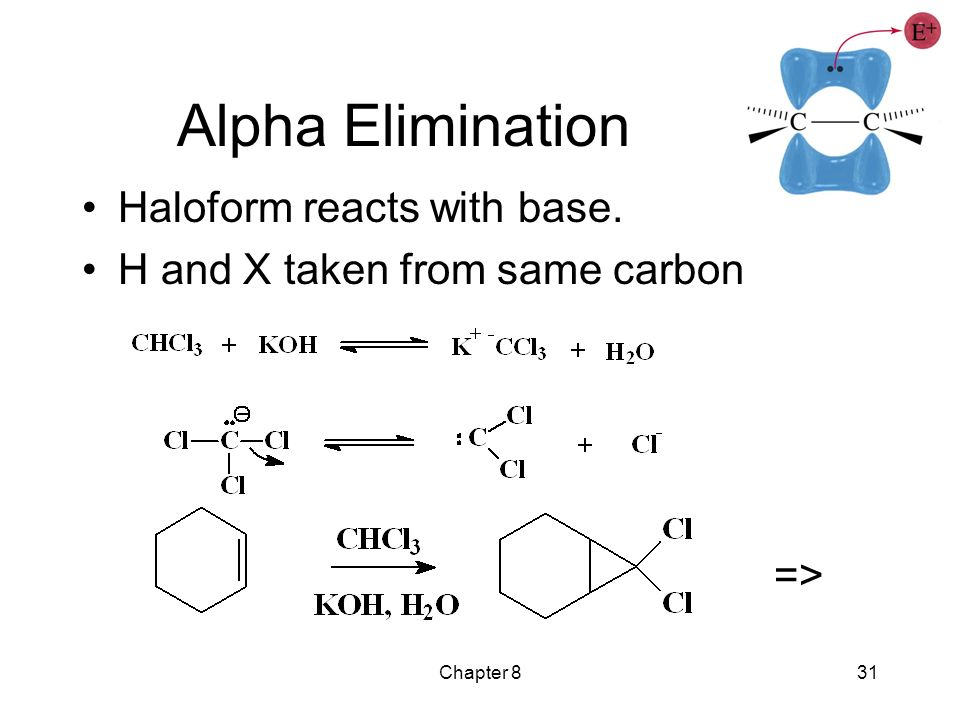 E+
C — C
Alpha Elimination
• Haloform reacts with base.
• H and X taken from same carbon
CHCl₃ + KOH ⇌ K⁺ ⁻CCl₃ + H₂O
Cl
Cl—C—Cl ⇌ :C + Cl⁻
Cl Cl
CHCl₃
KOH, H₂O
Cl
Cl
=>
Chapter 8 31